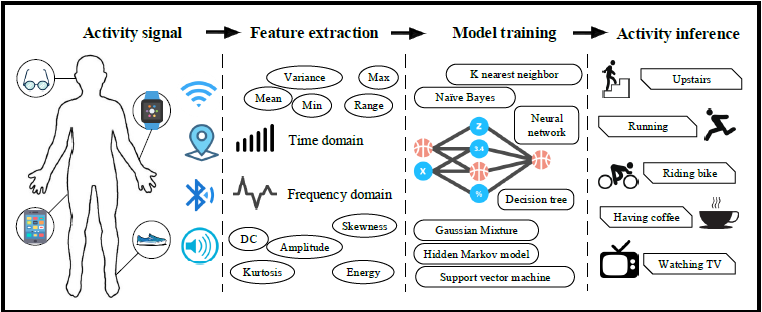 Activity signal
Feature extraction
Model training
Activity inference
Variance
Max
Mean
Min
Range
Time domain
Frequency domain
Skewness
DC
Amplitude
Kurtosis
Energy
K nearest neighbor
Naïve Bayes
Neural
network
Z
3.4
X
%
Decision tree
Gaussian Mixture
Hidden Markov model
Support vector machine
Upstairs
Running
Riding bike
Having coffee
Watching TV